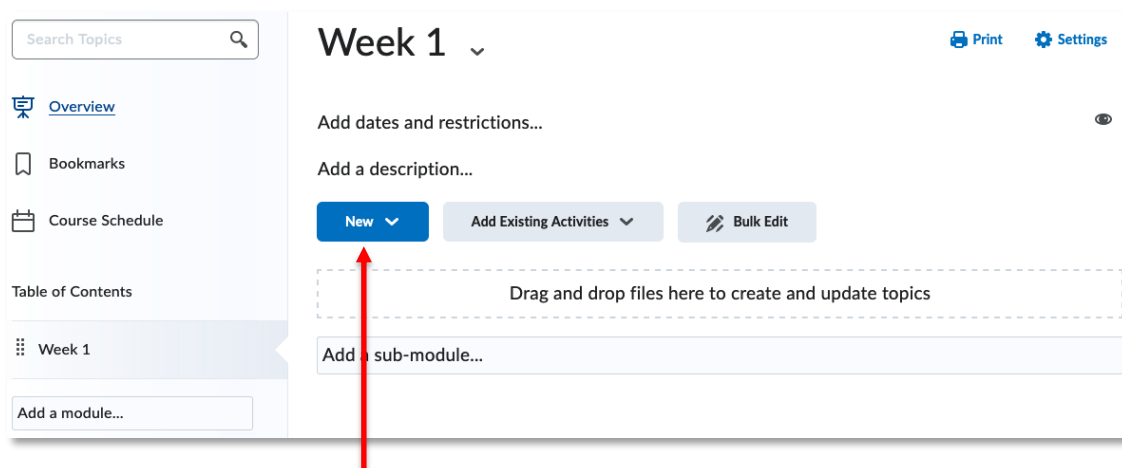 Search Topics
Overview
Bookmarks
Course Schedule
Table of Contents
Week 1
Add a module...
Week 1
Print Settings
Add dates and restrictions...
Add a description...
New Add Existing Activities Bulk Edit
Drag and drop files here to create and update topics
Add a sub-module...